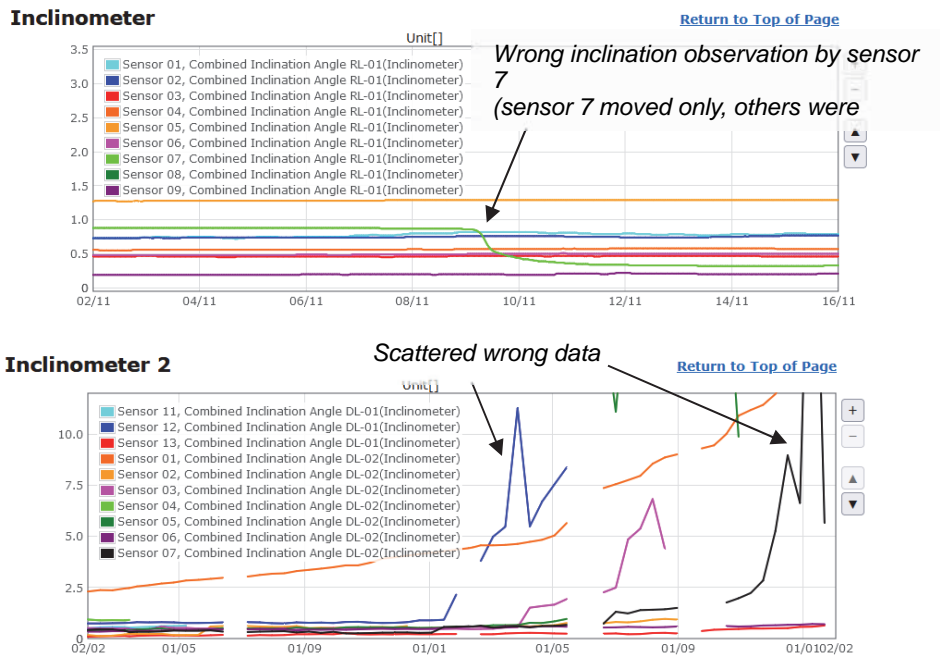 Inclinometer
Return to Top of Page
Unit[]
Wrong inclination observation by sensor
7
(sensor 7 moved only, others were
3.5
3.0
2.5
2.0
1.5
1.0
0.5
0
Sensor 01, Combined Inclination Angle RL-01(Inclinometer)
Sensor 02, Combined Inclination Angle RL-01(Inclinometer)
Sensor 03, Combined Inclination Angle RL-01(Inclinometer)
Sensor 04, Combined Inclination Angle RL-01(Inclinometer)
Sensor 05, Combined Inclination Angle RL-01(Inclinometer)
Sensor 06, Combined Inclination Angle RL-01(Inclinometer)
Sensor 07, Combined Inclination Angle RL-01(Inclinometer)
Sensor 08, Combined Inclination Angle RL-01(Inclinometer)
Sensor 09, Combined Inclination Angle RL-01(Inclinometer)
02/11 04/11 06/11 08/11 10/11 12/11 14/11 16/11
Inclinometer 2
Scattered wrong data
Return to Top of Page
Unit[]
10.0
7.5
5.0
2.5
0
Sensor 11, Combined Inclination Angle DL-01(Inclinometer)
Sensor 12, Combined Inclination Angle DL-01(Inclinometer)
Sensor 13, Combined Inclination Angle DL-01(Inclinometer)
Sensor 01, Combined Inclination Angle DL-02(Inclinometer)
Sensor 02, Combined Inclination Angle DL-02(Inclinometer)
Sensor 03, Combined Inclination Angle DL-02(Inclinometer)
Sensor 04, Combined Inclination Angle DL-02(Inclinometer)
Sensor 05, Combined Inclination Angle DL-02(Inclinometer)
Sensor 06, Combined Inclination Angle DL-02(Inclinometer)
Sensor 07, Combined Inclination Angle DL-02(Inclinometer)
02/02 01/05 01/09 01/01 01/05 01/09 01/0102/02